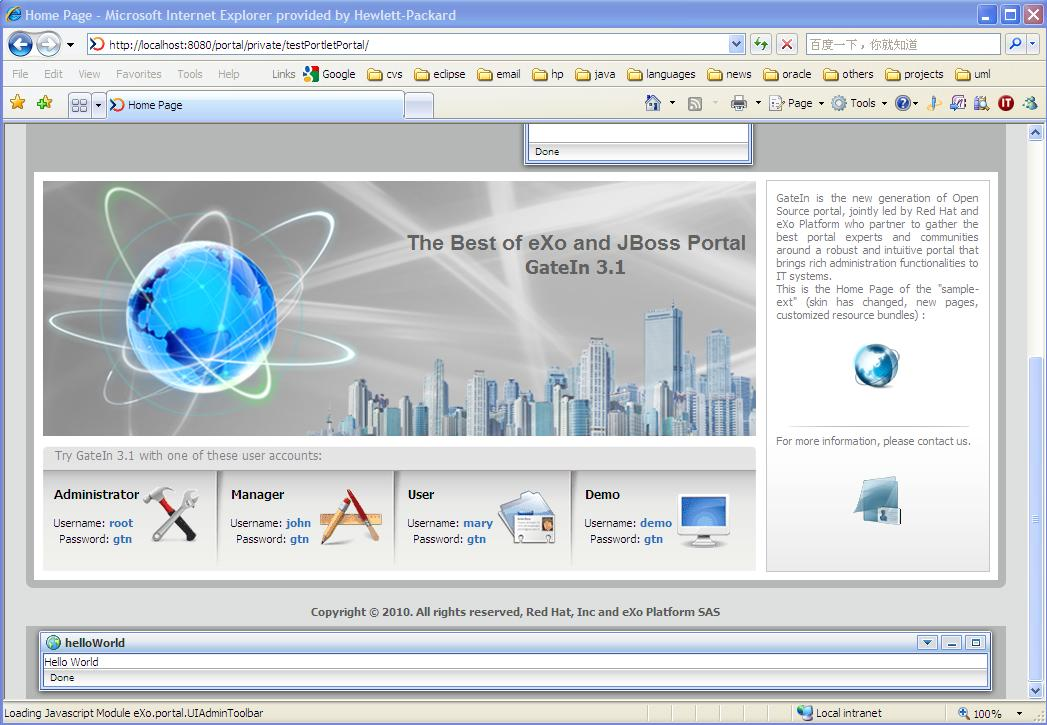 Home Page - Microsoft Internet Explorer provided by Hewlett-Packard
http://localhost:8080/portal/private/testPortletPortal/
百度一下，你就知道
File Edit View Favorites Tools Help Links Google cvs eclipse email hp java languages news oracle others projects uml
Home Page
Page Tools IT
Done
The Best of eXo and JBoss Portal
GateIn 3.1
GateIn is the new generation of Open
Source portal, jointly led by Red Hat and
eXo Platform who partner to gather the
best portal experts and communities
around a robust and intuitive portal that
brings rich administration functionalities to
IT systems.
This is the Home Page of the "sample-
ext" (skin has changed, new pages,
customized resource bundles) :
For more information, please contact us.
Try GateIn 3.1 with one of these user accounts:
Administrator
Username: root
Password: gtn
Manager
Username: john
Password: gtn
User
Username: mary
Password: gtn
Demo
Username: demo
Password: gtn
Copyright © 2010. All rights reserved, Red Hat, Inc and eXo Platform SAS
helloWorld
Hello World
Done
Loading Javascript Module eXo.portal.UIAdminToolbar
Local intranet
100%